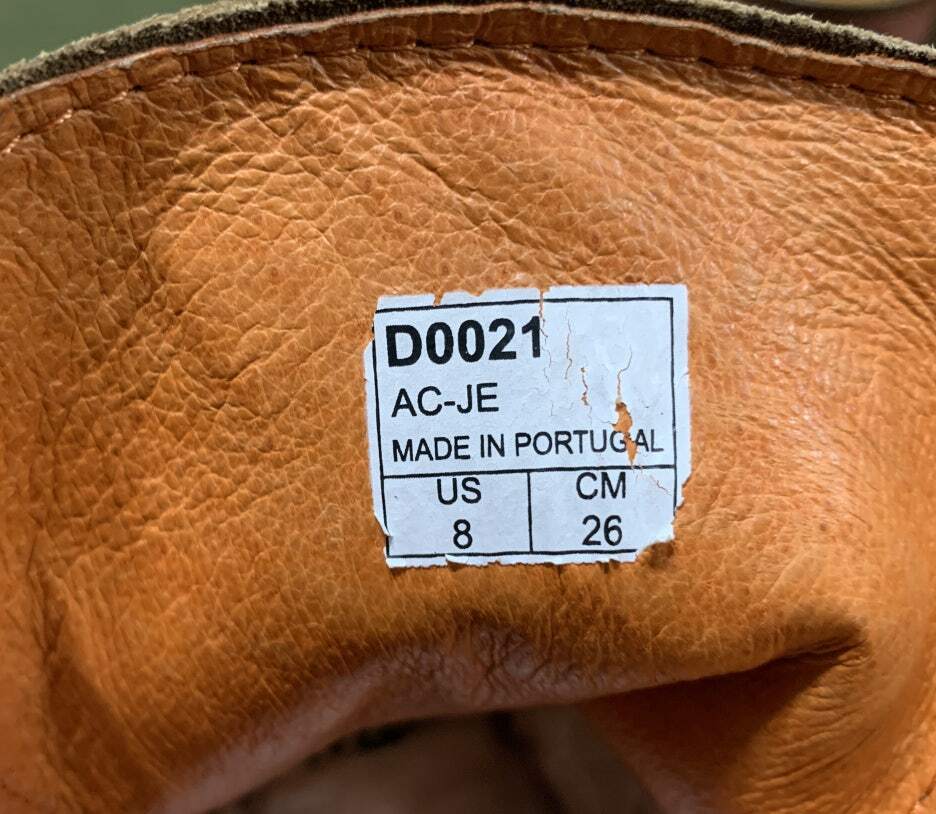 D0021
AC-JE
MADE IN PORTUGAL
US CM
8 26